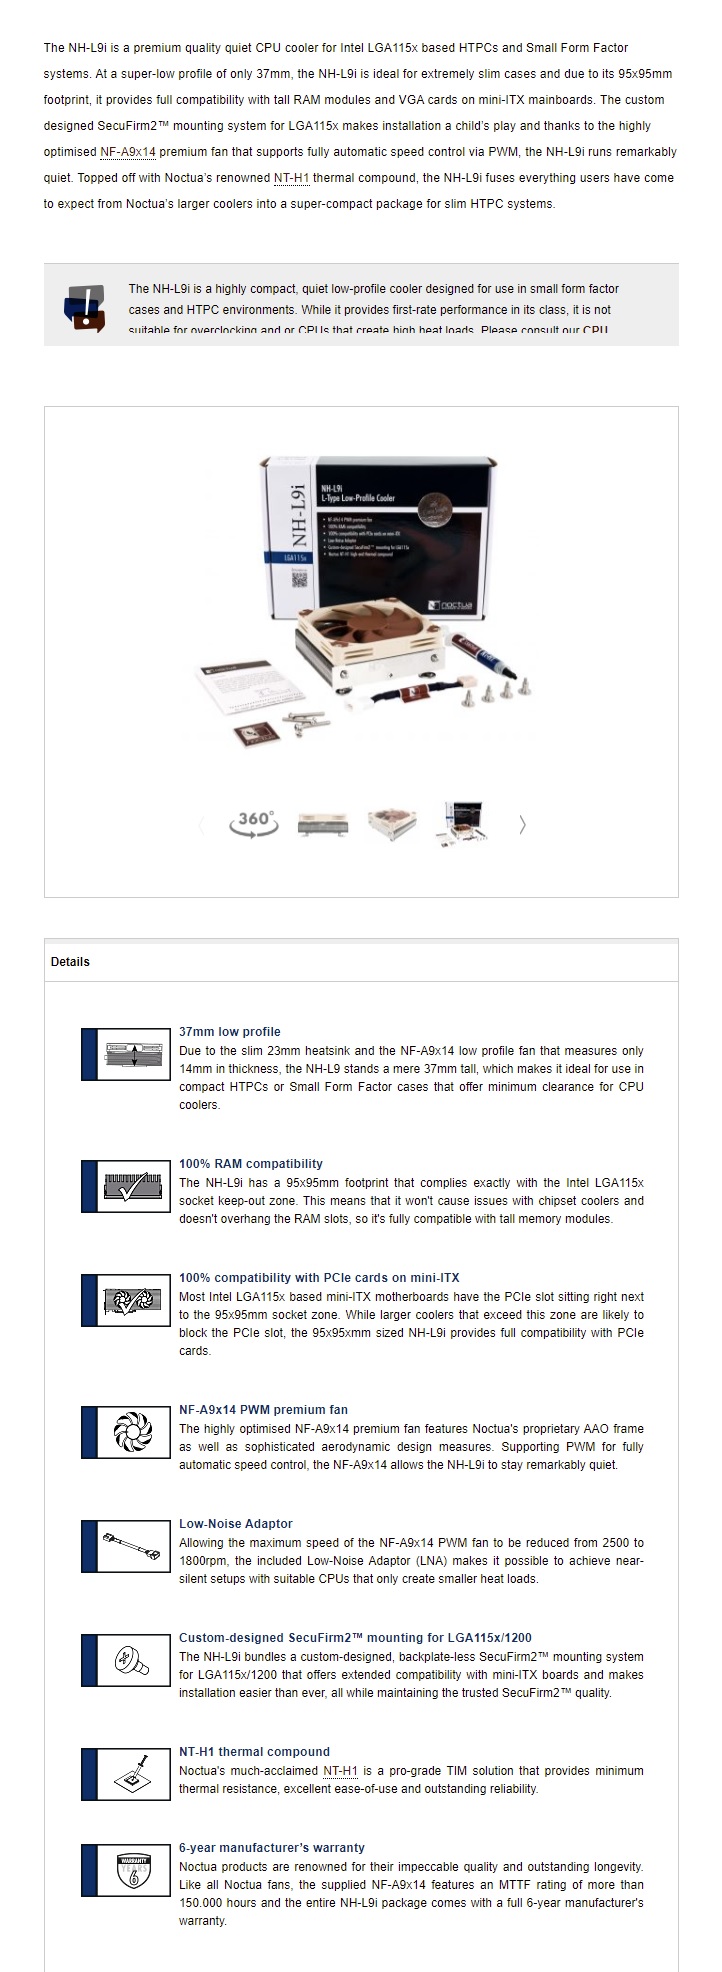 The NH-L9i is a premium quality quiet CPU cooler for Intel LGA115x based HTPCs and Small Form Factor
systems. At a super-low profile of only 37mm, the NH-L9i is ideal for extremely slim cases and due to its 95x95mm
footprint, it provides full compatibility with tall RAM modules and VGA cards on mini-ITX mainboards. The custom
designed SecuFirm2™ mounting system for LGA115x makes installation a child's play and thanks to the highly
optimised NF-A9x14 premium fan that supports fully automatic speed control via PWM, the NH-L9i runs remarkably
quiet. Topped off with Noctua's renowned NT-H1 thermal compound, the NH-L9i fuses everything users have come
to expect from Noctua's larger coolers into a super-compact package for slim HTPC systems.
The NH-L9i is a highly compact, quiet low-profile cooler designed for use in small form factor
cases and HTPC environments. While it provides first-rate performance in its class, it is not
suitable for overclocking and or CPUs that create high heat loads. Please consult our CPU
NH-L9i
LGA115x
NH-L9i
L-Type Low-Profile Cooler
noctua
360°
Details
37mm low profile
Due to the slim 23mm heatsink and the NF-A9x14 low profile fan that measures only
14mm in thickness, the NH-L9 stands a mere 37mm tall, which makes it ideal for use in
compact HTPCs or Small Form Factor cases that offer minimum clearance for CPU
coolers.
100% RAM compatibility
The NH-L9i has a 95x95mm footprint that complies exactly with the Intel LGA115x
socket keep-out zone. This means that it won't cause issues with chipset coolers and
doesn't overhang the RAM slots, so it's fully compatible with tall memory modules.
100% compatibility with PCIe cards on mini-ITX
Most Intel LGA115x based mini-ITX motherboards have the PCIe slot sitting right next
to the 95x95mm socket zone. While larger coolers that exceed this zone are likely to
block the PCIe slot, the 95x95xmm sized NH-L9i provides full compatibility with PCIe
cards.
NF-A9x14 PWM premium fan
The highly optimised NF-A9x14 premium fan features Noctua's proprietary AAO frame
as well as sophisticated aerodynamic design measures. Supporting PWM for fully
automatic speed control, the NF-A9x14 allows the NH-L9i to stay remarkably quiet.
Low-Noise Adaptor
Allowing the maximum speed of the NF-A9x14 PWM fan to be reduced from 2500 to
1800rpm, the included Low-Noise Adaptor (LNA) makes it possible to achieve near-
silent setups with suitable CPUs that only create smaller heat loads.
Custom-designed SecuFirm2™ mounting for LGA115x/1200
The NH-L9i bundles a custom-designed, backplate-less SecuFirm2™ mounting system
for LGA115x/1200 that offers extended compatibility with mini-ITX boards and makes
installation easier than ever, all while maintaining the trusted SecuFirm2™ quality.
NT-H1 thermal compound
Noctua's much-acclaimed NT-H1 is a pro-grade TIM solution that provides minimum
thermal resistance, excellent ease-of-use and outstanding reliability.
WARRANTY
YEARS
6
6-year manufacturer's warranty
Noctua products are renowned for their impeccable quality and outstanding longevity.
Like all Noctua fans, the supplied NF-A9x14 features an MTTF rating of more than
150.000 hours and the entire NH-L9i package comes with a full 6-year manufacturer's
warranty.